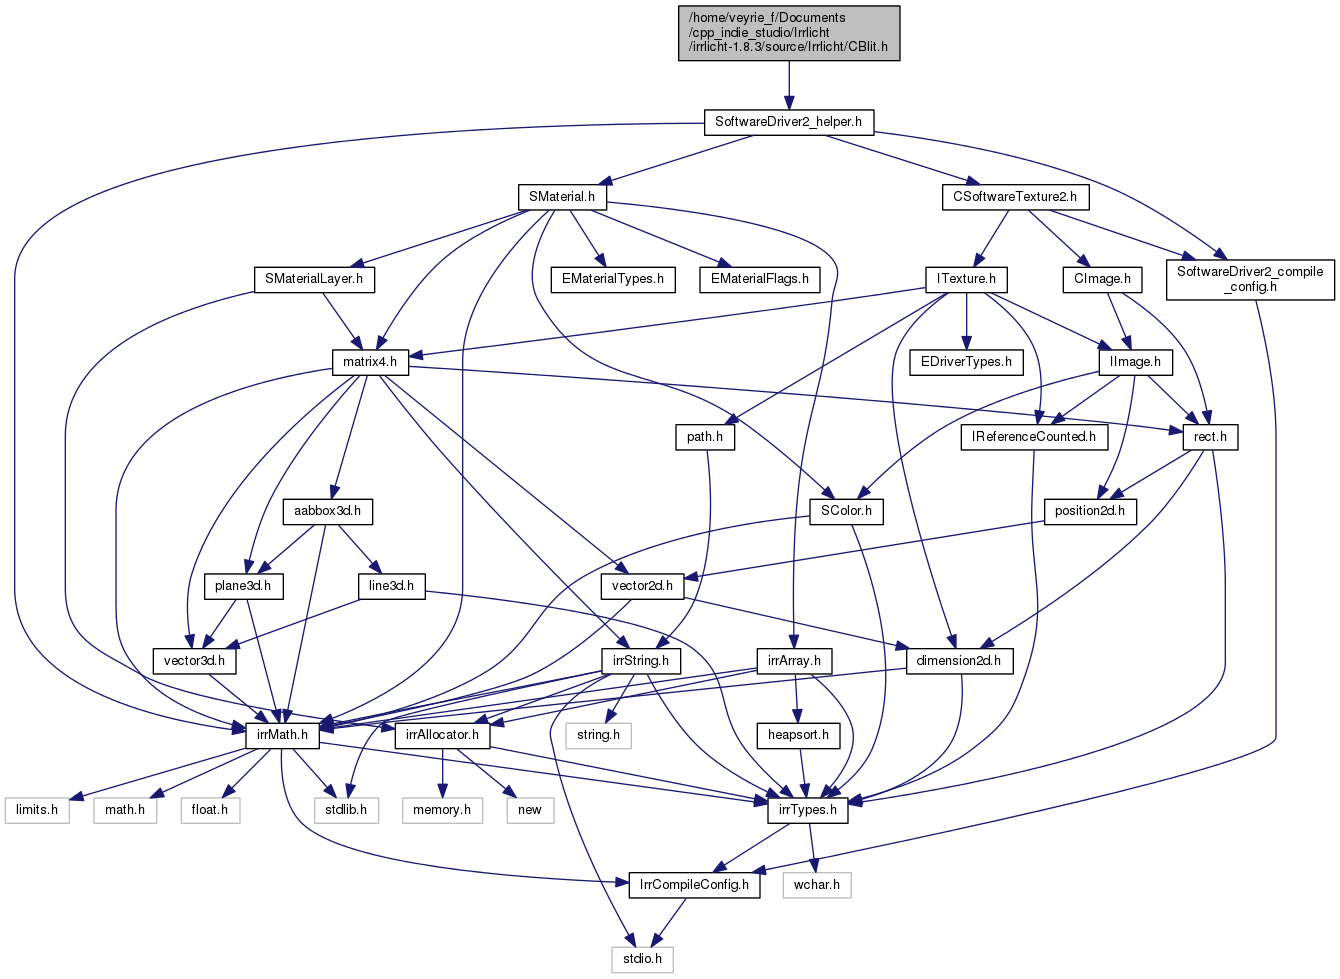 /home/veyrie_f/Documents
/cpp_indie_studio/Irrlicht
/irrlicht-1.8.3/source/Irrlicht/CBlit.h
SoftwareDriver2_helper.h
SMaterial.h
CSoftwareTexture2.h
SMaterialLayer.h
EMaterialTypes.h
EMaterialFlags.h
ITexture.h
CImage.h
SoftwareDriver2_compile
_config.h
matrix4.h
EDriverTypes.h
IImage.h
path.h
IReferenceCounted.h
rect.h
aabbox3d.h
SColor.h
position2d.h
plane3d.h
line3d.h
vector2d.h
vector3d.h
irrString.h
irrArray.h
dimension2d.h
irrMath.h
irrAllocator.h
string.h
heapsort.h
limits.h
math.h
float.h
stdlib.h
memory.h
new
irrTypes.h
IrrCompileConfig.h
wchar.h
stdio.h